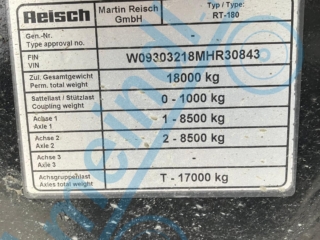 Reisch Martin Reisch GmbH Typ / Type: RT-180
Gen.-Nr.
Type approval no. -
FIN
VIN W09303218MHR30843
Zul. Gesamtgewicht
Perm. total weight 18000 kg
Sattellast / Stützlast
Coupling weight 0 - 1000 kg
Achse 1
Axle 1 1 - 8500 kg
Achse 2
Axle 2 2 - 8500 kg
Achse 3
Axle 3 -
Achsgruppelast
Axles total weight T - 17000 kg